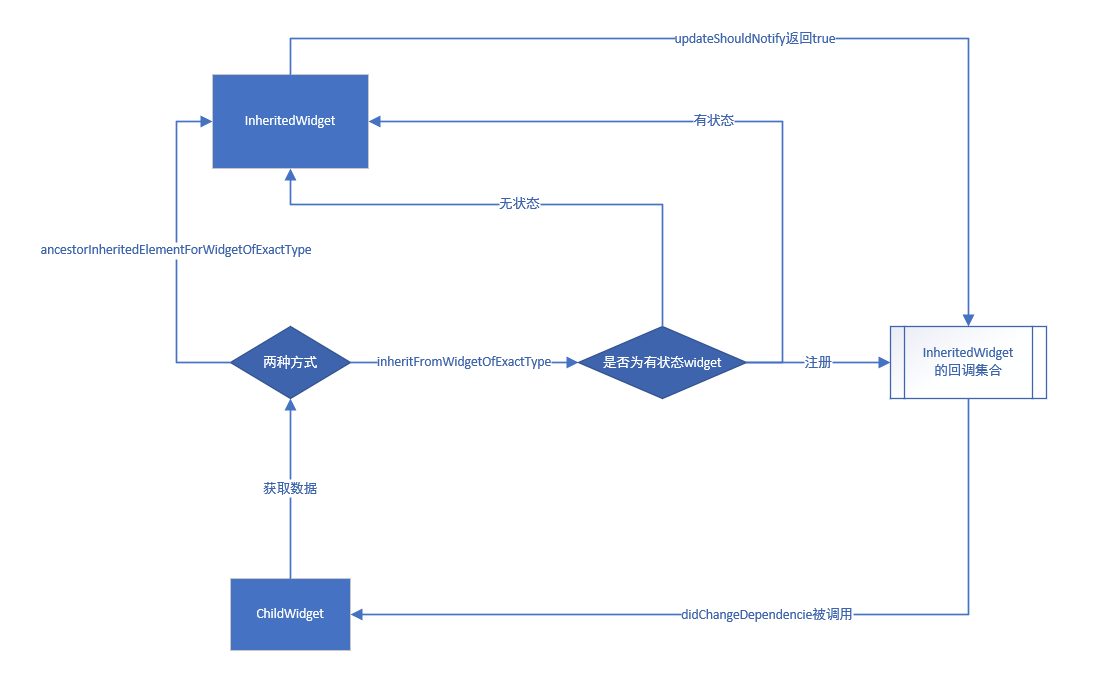 updateShouldNotify返回true
InheritedWidget
有状态
无状态
ancestorInheritedElementForWidgetOfExactType
两种方式
inheritFromWidgetOfExactType
是否为有状态widget
注册
InheritedWidget
的回调集合
获取数据
ChildWidget
didChangeDependencie被调用